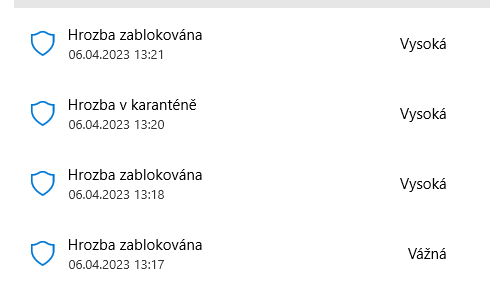 Hrozba zablokována
Vysoká
06.04.2023 13:21
Hrozba v karanténě
Vysoká
06.04.2023 13:20
Hrozba zablokována
Vysoká
06.04.2023 13:18
Hrozba zablokována
Vážná
06.04.2023 13:17